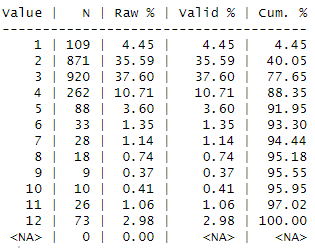 Value | N | Raw % | Valid % | Cum. %
----------------------------------------
1 | 109 | 4.45 | 4.45 | 4.45
2 | 871 | 35.59 | 35.59 | 40.05
3 | 920 | 37.60 | 37.60 | 77.65
4 | 262 | 10.71 | 10.71 | 88.35
5 | 88 | 3.60 | 3.60 | 91.95
6 | 33 | 1.35 | 1.35 | 93.30
7 | 28 | 1.14 | 1.14 | 94.44
8 | 18 | 0.74 | 0.74 | 95.18
9 | 9 | 0.37 | 0.37 | 95.55
10 | 10 | 0.41 | 0.41 | 95.95
11 | 26 | 1.06 | 1.06 | 97.02
12 | 73 | 2.98 | 2.98 | 100.00
<NA> | 0 | 0.00 | <NA> | <NA>